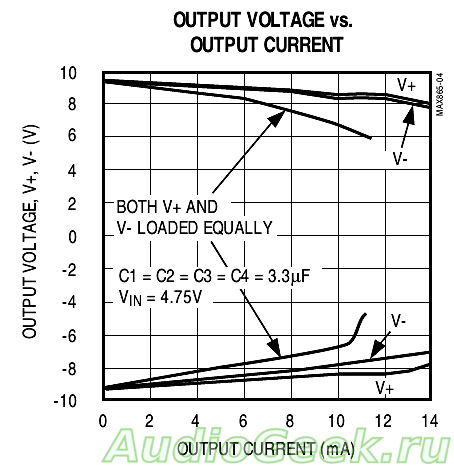 OUTPUT VOLTAGE vs.
OUTPUT CURRENT
MAX865-04
OUTPUT VOLTAGE, V+, V- (V)
10
8
6
4
2
0
-2
-4
-6
-8
-10
V+
V-
BOTH V+ AND
V- LOADED EQUALLY
C1 = C2 = C3 = C4 = 3.3µF
VIN = 4.75V
V-
V+
0 2 4 6 8 10 12 14
OUTPUT CURRENT (mA)
AudioGeek.ru